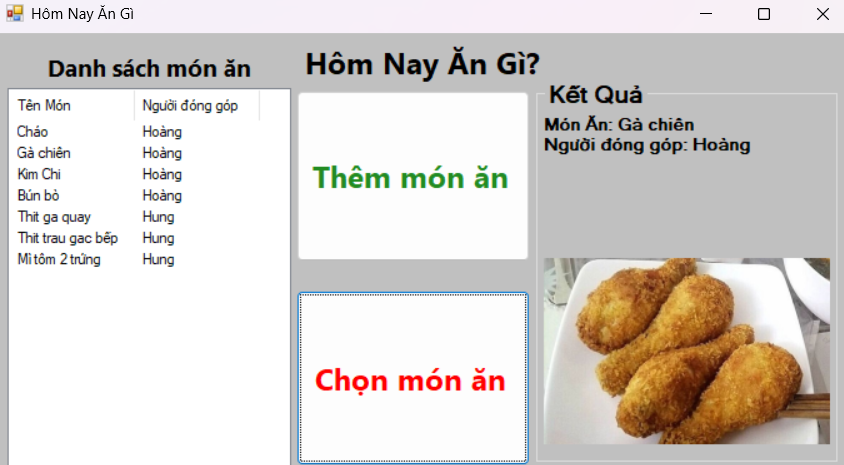 Hôm Nay Ăn Gì
Danh sách món ăn
Tên Món Người đóng góp
Cháo Hoàng
Gà chiên Hoàng
Kim Chi Hoàng
Bún bò Hoàng
Thit ga quay Hung
Thit trau gac bếp Hung
Mì tôm 2 trứng Hung
Hôm Nay Ăn Gì?
Thêm món ăn
Chọn món ăn
Kết Quả
Món Ăn: Gà chiên
Người đóng góp: Hoàng